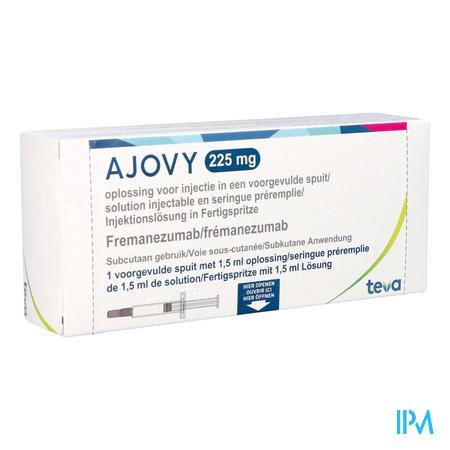 AJOVY 225 mg
oplossing voor injectie in een voorgevulde spuit/
solution injectable en seringue préremplie/
Injektionslösung in Fertigspritze
Fremanezumab/frémanezumab
Subcutaan gebruik/Voie sous-cutanée/Subkutane Anwendung
1 voorgevulde spuit met 1,5 ml oplossing/seringue préremplie
de 1,5 ml de solution/Fertigspritze mit 1,5 ml Lösung
HIER OPENEN
OUVRIR ICI
HIER ÖFFNEN
teva
IPM